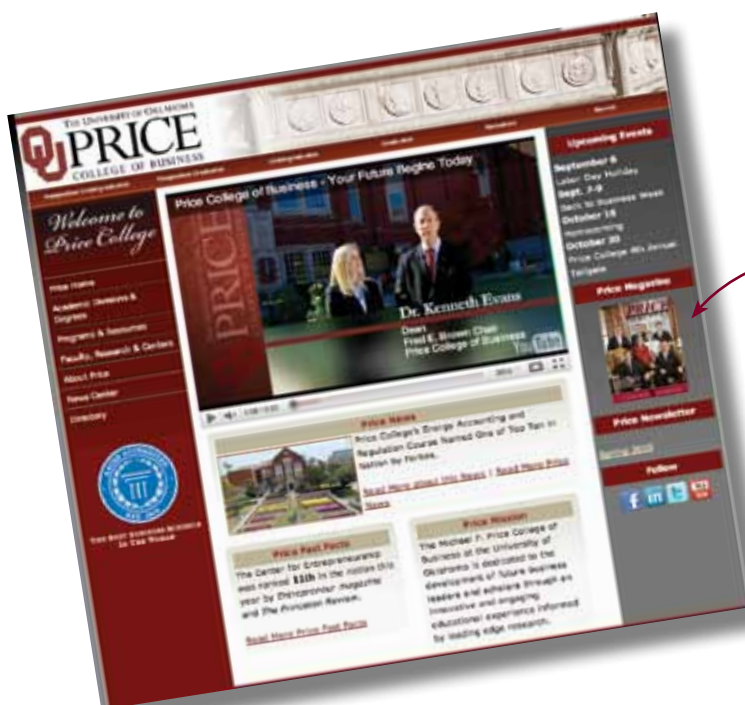 THE UNIVERSITY OF OKLAHOMA
OU PRICE
COLLEGE OF BUSINESS
Welcome to
Price College
Price Home
Academic Divisions &
Degrees
Programs & Resources
Faculty, Research & Centers
About Price
News Center
Directory
THE BEST BUSINESS SCHOOLS
IN THE WORLD
Price College of Business - Your Future Begins Today
PRICE
Dr. Kenneth Evans
Dean
Fred E. Brown Chair
Price College of Business
YouTube
Price News
Price College's Energy Accounting and
Regulation Course Named One of Top Ten in
Nation by Forbes.
Read More about this News | Read More Price
News
Price Fast Facts
The Center for Entrepreneurship
was ranked 11th in the nation this
year by Entrepreneur magazine
and The Princeton Review.
Read More Price Fast Facts
Price Mission
The Michael F. Price College of
Business at the University of
Oklahoma is dedicated to the
development of future business
leaders and scholars through an
innovative and engaging
educational experience informed
by leading edge research.
Upcoming Events
September 6
Labor Day Holiday
Sept. 7-9
Back to Business Week
Homecoming
Price College 4th Annual
Tailgate
Price Magazine
PRICE
Price Newsletter
Spring 2010
Follow